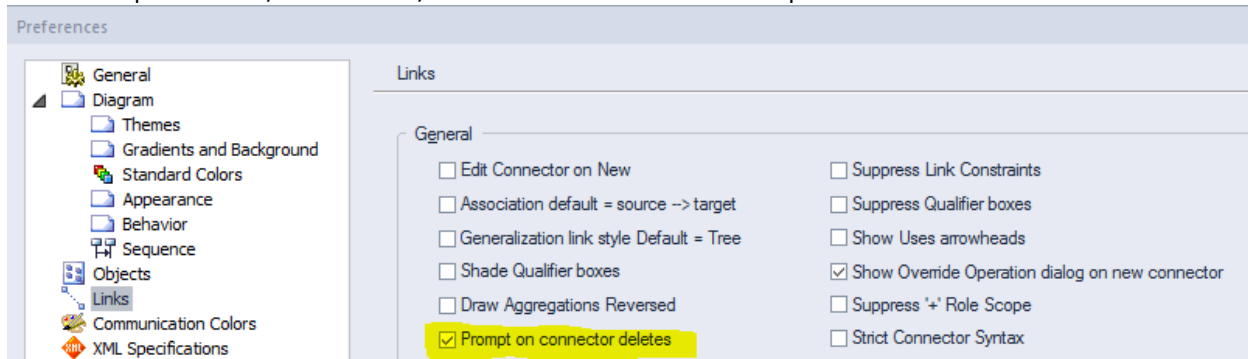 Preferences
General
Diagram
Themes
Gradients and Background
Standard Colors
Appearance
Behavior
Sequence
Objects
Links
Communication Colors
XML Specifications
Links
General
Edit Connector on New
Suppress Link Constraints
Association default = source --> target
Suppress Qualifier boxes
Generalization link style Default = Tree
Show Uses arrowheads
Shade Qualifier boxes
Show Override Operation dialog on new connector
Draw Aggregations Reversed
Suppress '+' Role Scope
Prompt on connector deletes
Strict Connector Syntax